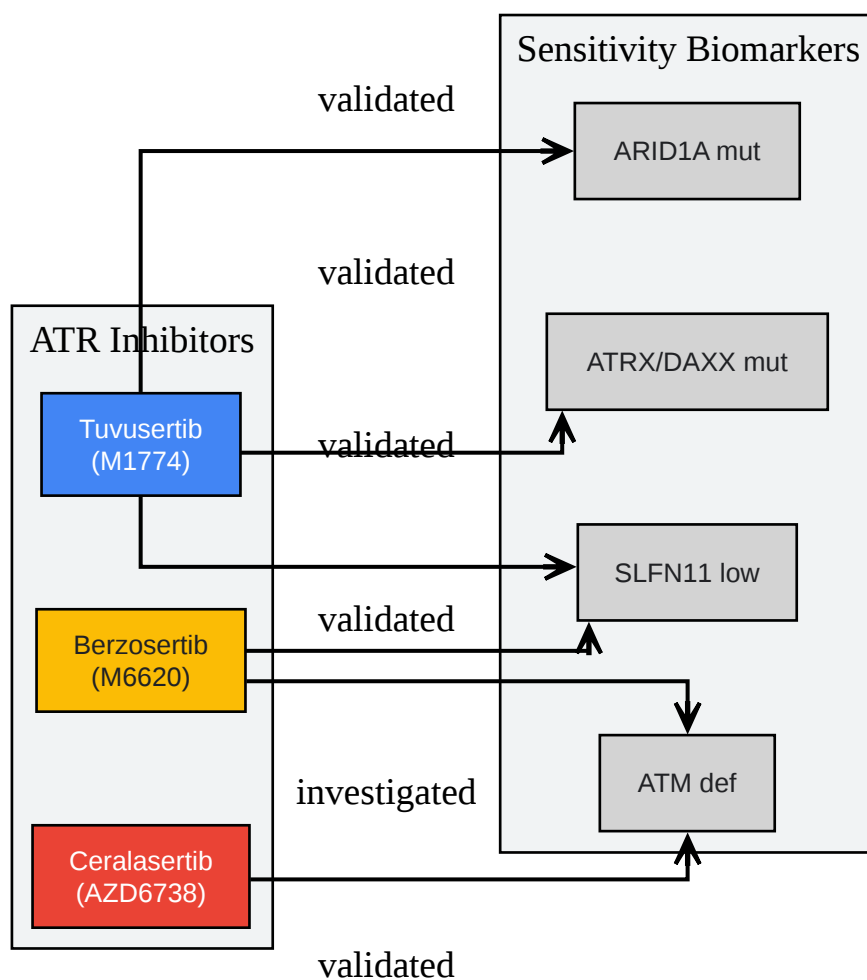 Sensitivity Biomarkers
validated
ARID1A mut
validated
ATR Inhibitors
ATRX/DAXX mut
Tuvusertib
(M1774)
validated
SLFN11 low
Berzosertib
(M6620)
validated
ATM def
investigated
Ceralasertib
(AZD6738)
validated